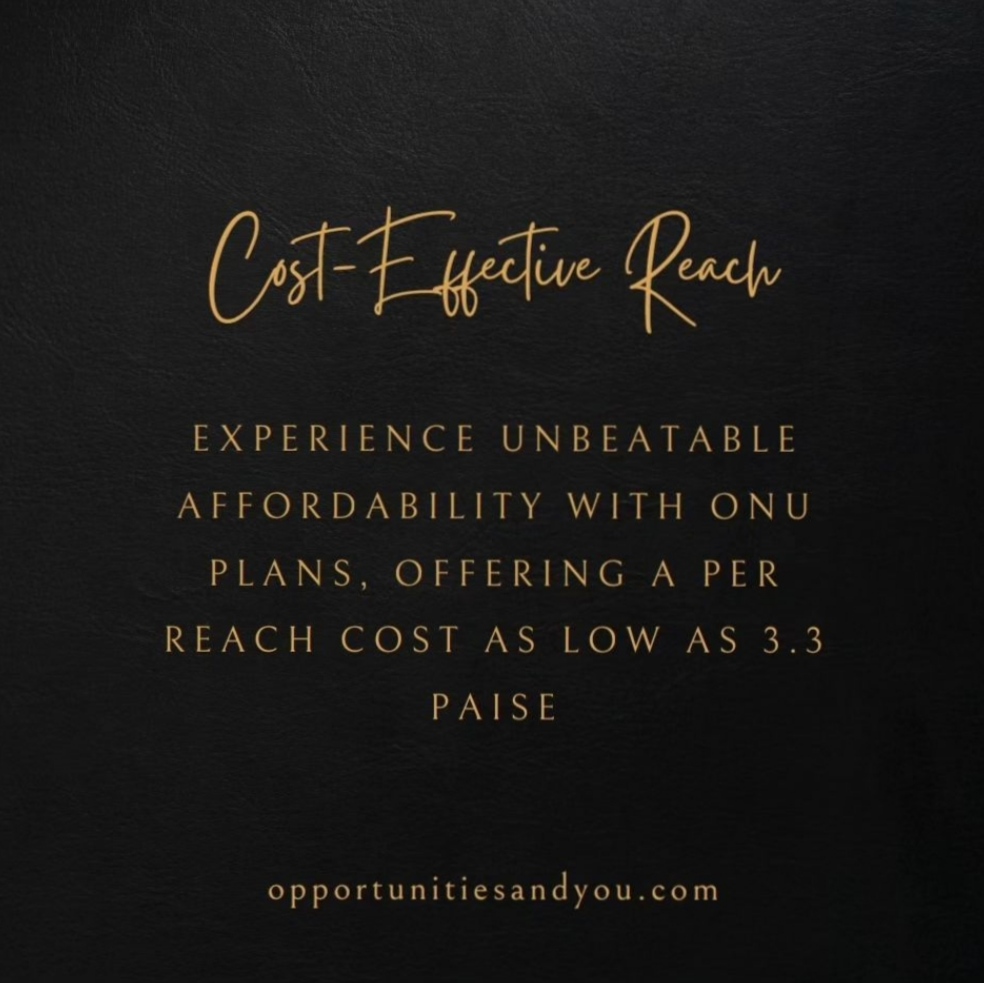 Cost-Effective Reach
EXPERIENCE UNBEATABLE
AFFORDABILITY WITH ONU
PLANS, OFFERING A PER
REACH COST AS LOW AS 3.3
PAISE
opportunitiesandyou.com